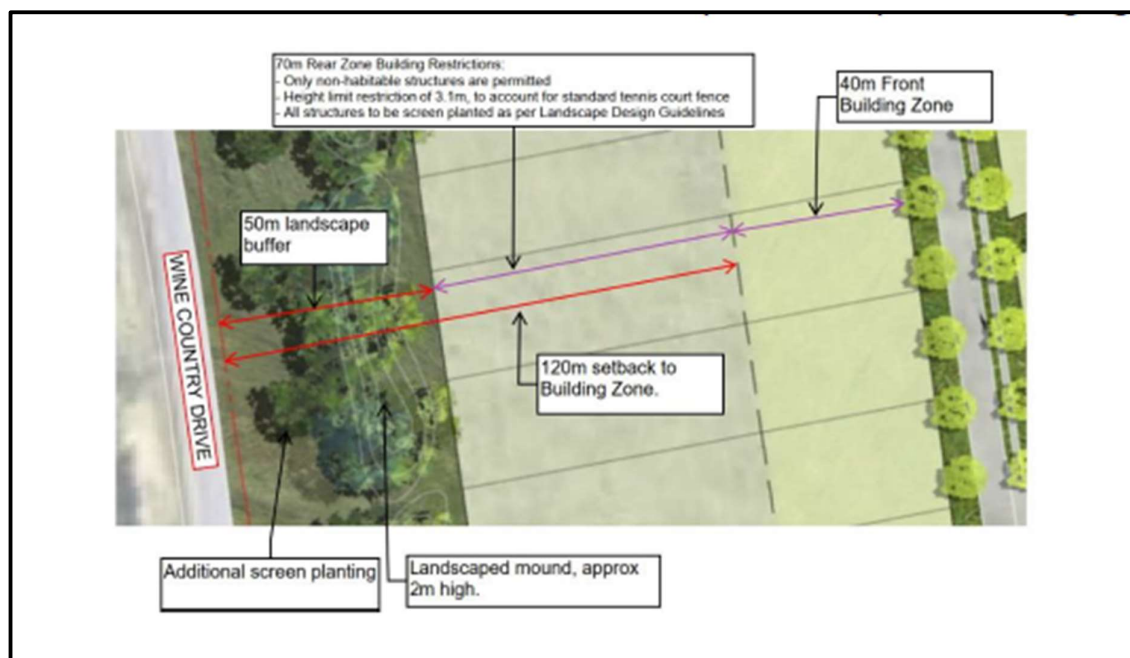 70m Rear Zone Building Restrictions:
- Only non-habitable structures are permitted
- Height limit restriction of 3.1m, to account for standard tennis court fence
- All structures to be screen planted as per Landscape Design Guidelines
40m Front
Building Zone
50m landscape
buffer
WINE COUNTRY DRIVE
120m setback to
Building Zone.
Additional screen planting
Landscaped mound, approx
2m high.